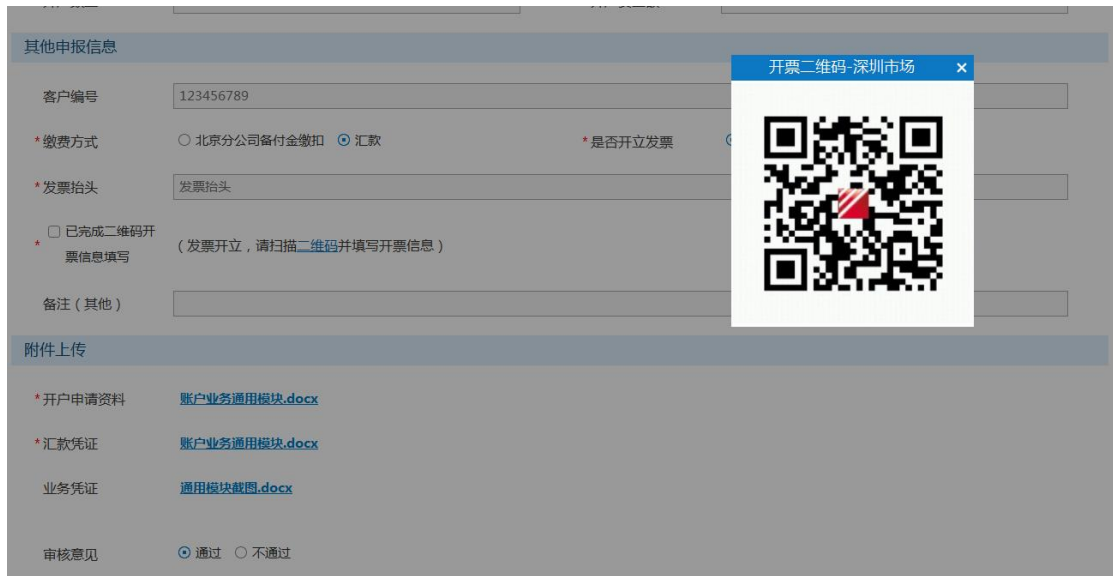 其他申报信息
开票二维码-深圳市场 ×
客户编号 123456789
*缴费方式 北京分公司备付金缴扣 汇款 *是否开立发票
*发票抬头 发票抬头
* 已完成二维码开
票信息填写
(发票开立，请扫描二维码并填写开票信息)
备注(其他)
附件上传
*开户申请资料 账户业务通用模块.docx
*汇款凭证 账户业务通用模块.docx
业务凭证 通用模块截图.docx
审核意见 通过 不通过